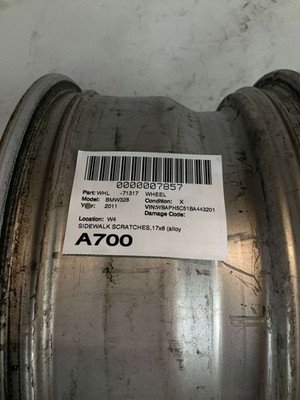 0000007857
Part: WHL -71317 WHEEL
Model: BMW328 Condition: X
Year: 2011 VIN:WBAPH5C51BA443201
Damage Code:
Location: W4
SIDEWALK SCRATCHES,17x8 (alloy
A700